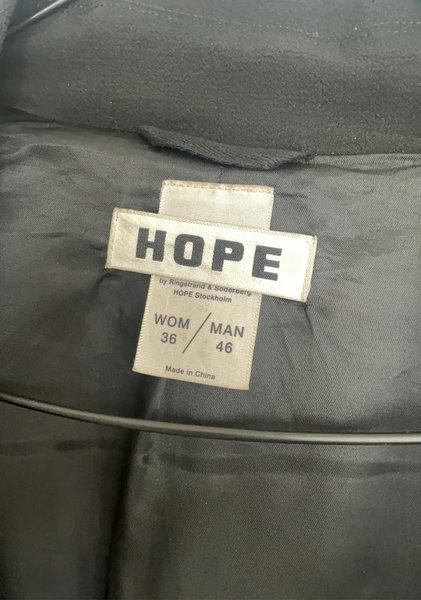 HOPE
by Ringstrand & Söderberg
HOPE Stockholm
WOM / MAN
36 46
Made in China